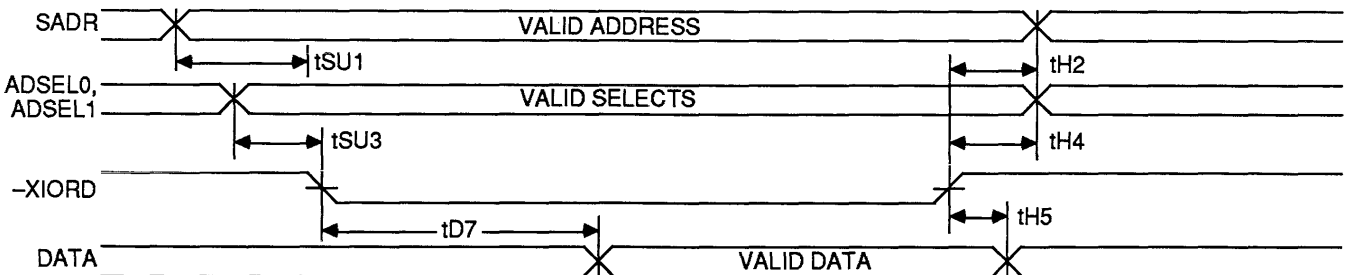 SADR
VALID ADDRESS
tSU1
tH2
ADSEL0,
ADSEL1
VALID SELECTS
tSU3
tH4
–XIORD
tD7
tH5
DATA
VALID DATA